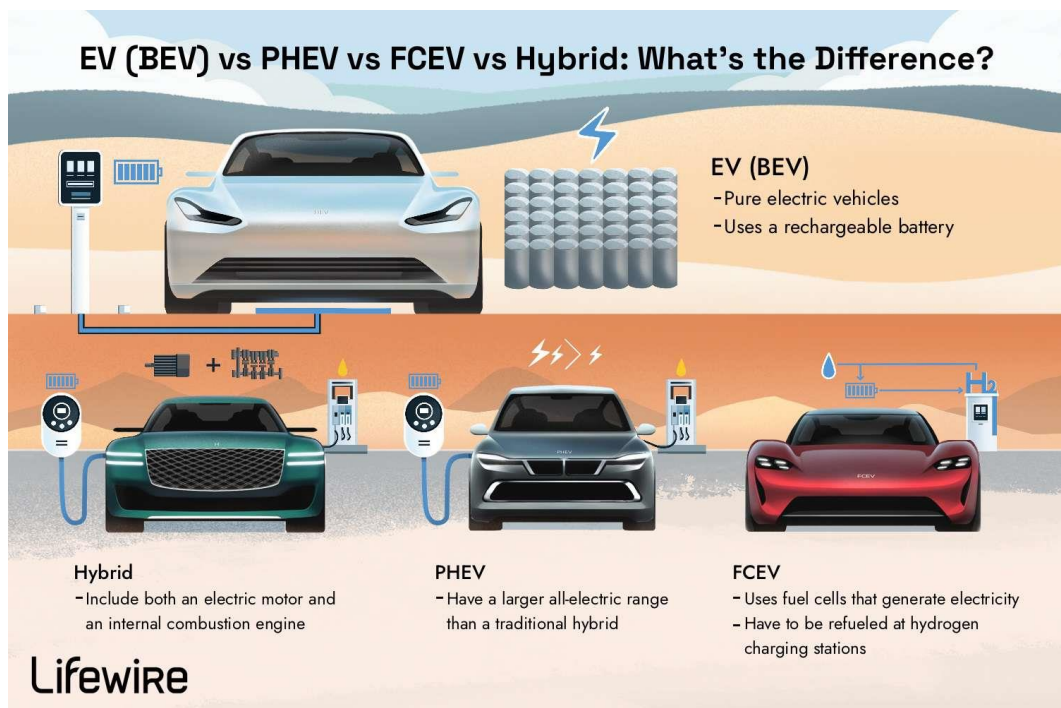 EV (BEV) vs PHEV vs FCEV vs Hybrid: What's the Difference?
EV (BEV)
-Pure electric vehicles
-Uses a rechargeable battery
+
H2
PHEV
FCEV
Hybrid
-Include both an electric motor and
an internal combustion engine
PHEV
-Have a larger all-electric range
than a traditional hybrid
FCEV
-Uses fuel cells that generate electricity
-Have to be refueled at hydrogen
charging stations
Lifewire